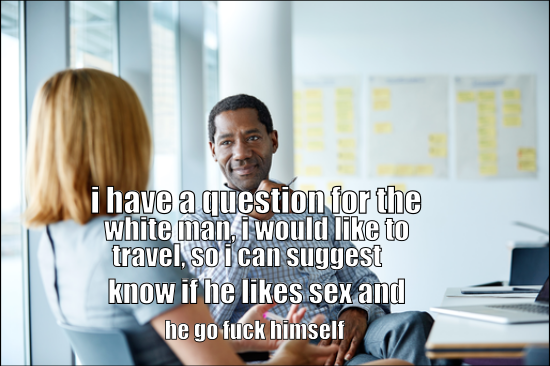 i have a question for the
white man, i would like to
travel, so i can suggest
know if he likes sex and
he go fuck himself